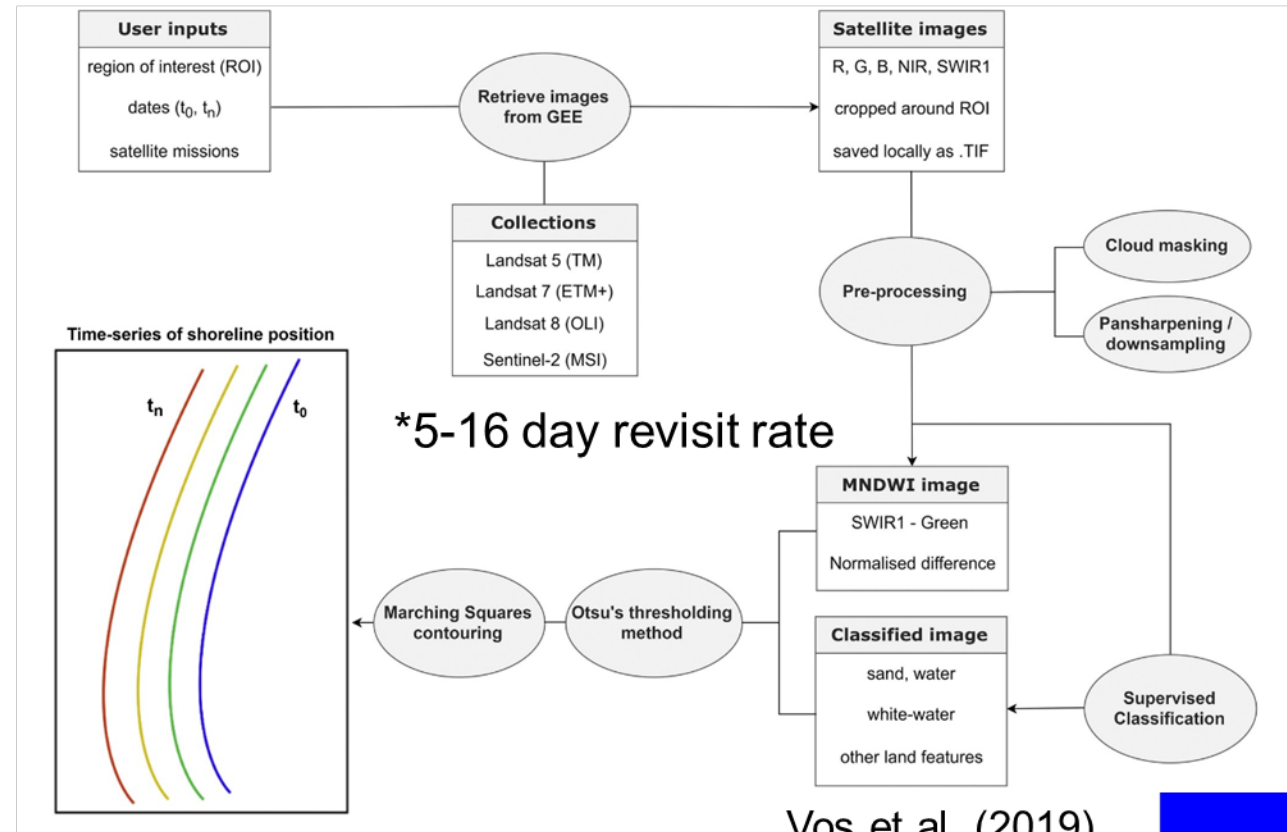 User inputs
region of interest (ROI)
dates (t0, tn)
satellite missions
Retrieve images
from GEE
Satellite images
R, G, B, NIR, SWIR1
cropped around ROI
saved locally as .TIF
Collections
Landsat 5 (TM)
Landsat 7 (ETM+)
Landsat 8 (OLI)
Sentinel-2 (MSI)
Pre-processing
Cloud masking
Pansharpening /
downsampling
Time-series of shoreline position
tn
t0
*5-16 day revisit rate
MNDWI image
SWIR1 - Green
Normalised difference
Marching Squares
contouring
Otsu's thresholding
method
Classified image
sand, water
white-water
other land features
Supervised
Classification
Vos et al. (2019)